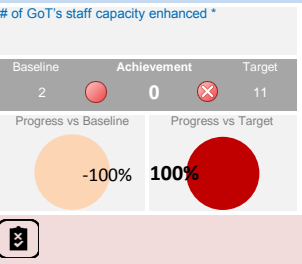 # of GoT's staff capacity enhanced *
Baseline Achievement Target
2 0 11
Progress vs Baseline Progress vs Target
-100% 100%